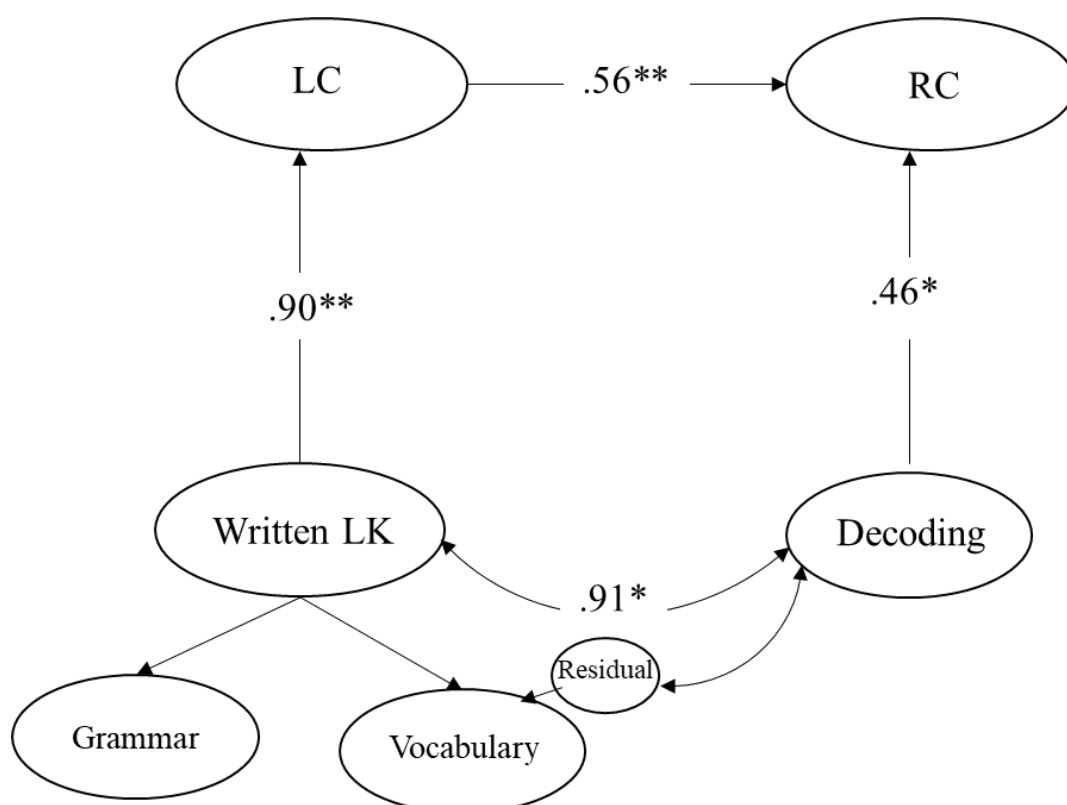 LC
.56**
RC
.90**
.46*
Written LK
Decoding
.91*
Residual
Grammar
Vocabulary